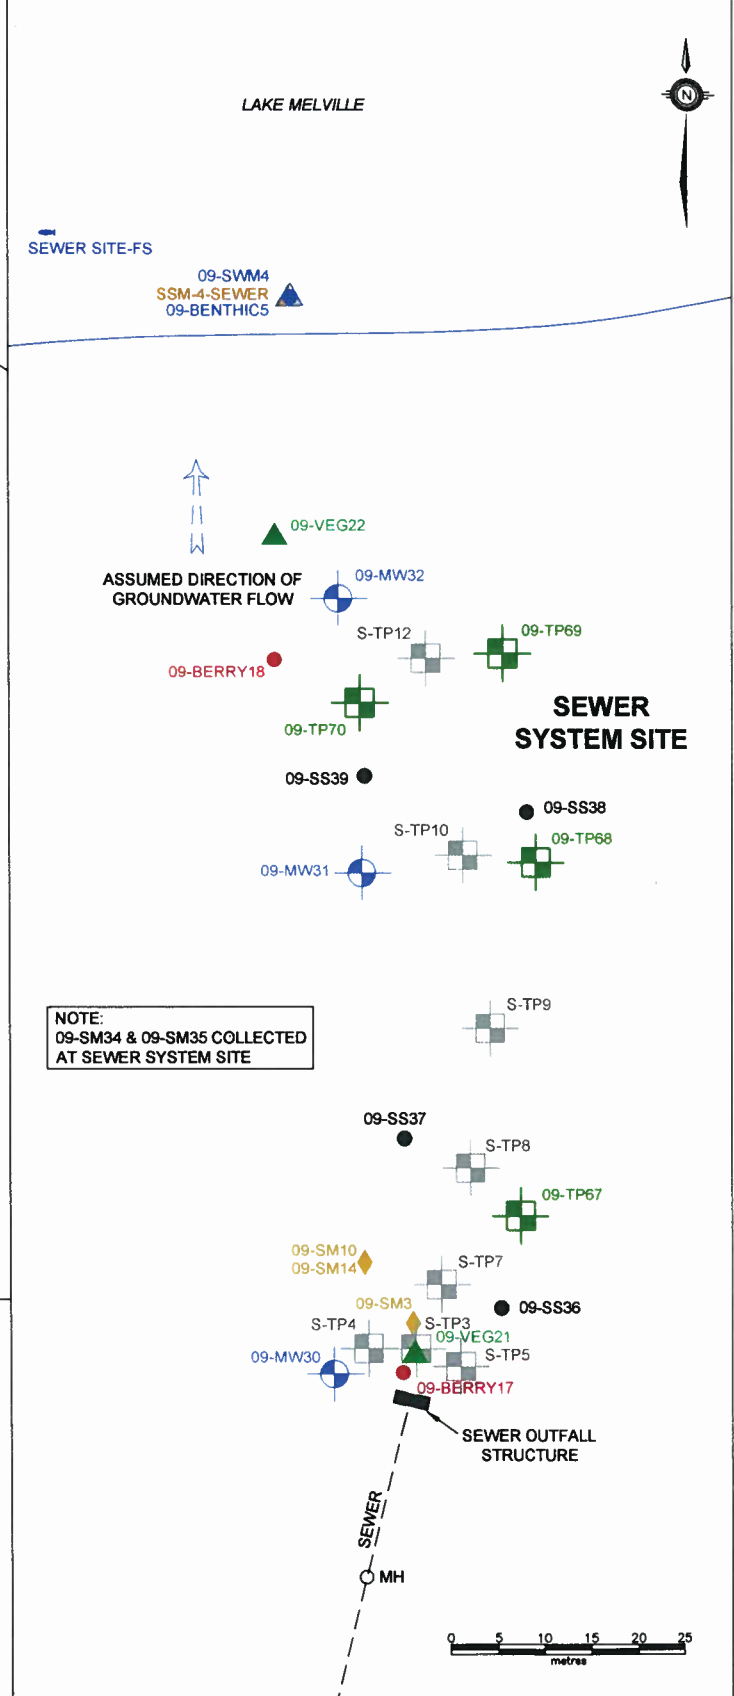 LAKE MELVILLE
N
SEWER SITE-FS
09-SWM4
SSM-4-SEWER
09-BENTHIC5
09-VEG22
ASSUMED DIRECTION OF
GROUNDWATER FLOW
09-MW32
S-TP12
09-TP69
09-BERRY18
09-TP70
SEWER
SYSTEM SITE
09-SS39
09-SS38
S-TP10
09-TP68
09-MW31
S-TP9
NOTE:
09-SM34 & 09-SM35 COLLECTED
AT SEWER SYSTEM SITE
09-SS37
S-TP8
09-TP67
09-SM10
09-SM14
S-TP7
09-SM3
09-SS36
S-TP4
S-TP3
09-VEG21
09-MW30
S-TP5
09-BERRY17
SEWER OUTFALL
STRUCTURE
SEWER
MH
0 5 10 15 20 25
metres